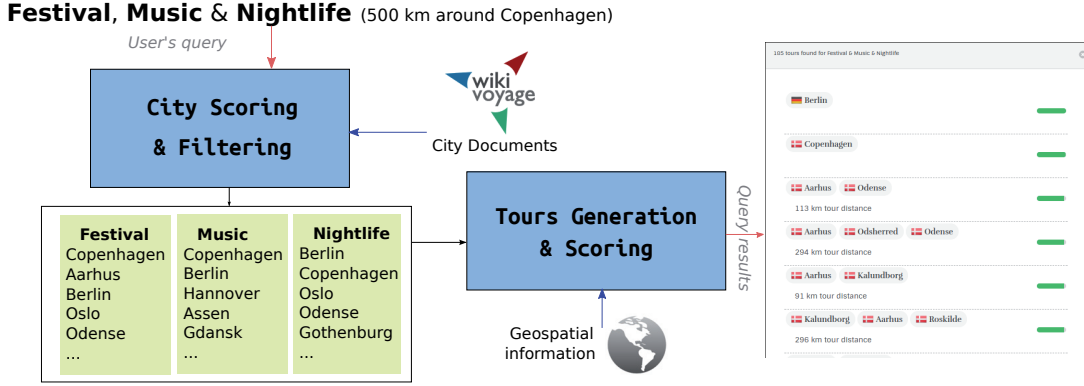 Festival, Music & Nightlife (500 km around Copenhagen)
User's query
City Scoring
& Filtering
wiki
voyage
City Documents
Festival
Copenhagen
Aarhus
Berlin
Oslo
Odense
...
Music
Copenhagen
Berlin
Hannover
Assen
Gdansk
...
Nightlife
Berlin
Copenhagen
Oslo
Odense
Gothenburg
...
Tours Generation
& Scoring
Geospatial
information
Query results
105 tours found for Festival & Music & Nightlife
Berlin
Copenhagen
Aarhus Odense
113 km tour distance
Aarhus Odsherred Odense
294 km tour distance
Aarhus Kalundborg
91 km tour distance
Kalundborg Aarhus Roskilde
296 km tour distance